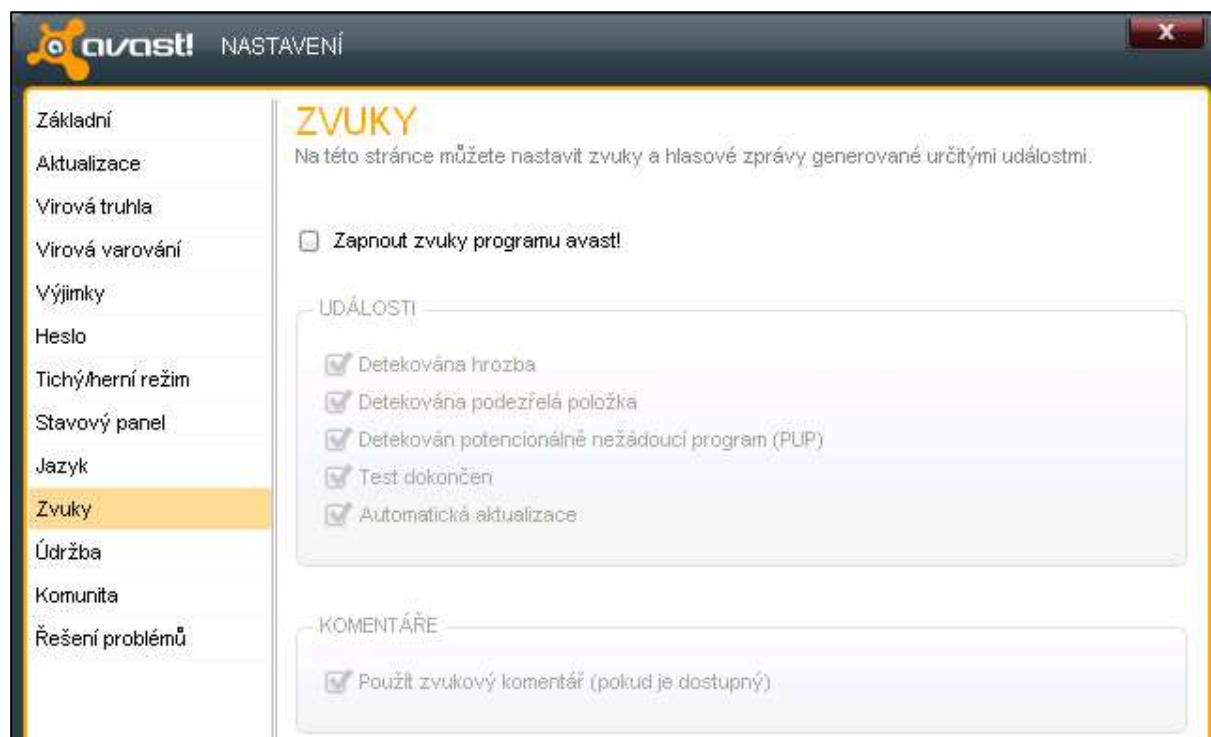 avast! NASTAVENÍ
x
Základní
Aktualizace
Virová truhla
Virová varování
Výjimky
Heslo
Tichý/herní režim
Stavový panel
Jazyk
Zvuky
Údržba
Komunita
Řešení problémů
ZVUKY
Na této stránce můžete nastavit zvuky a hlasové zprávy generované určitými událostmi.
Zapnout zvuky programu avast!
UDÁLOSTI
Detekována hrozba
Detekována podezřelá položka
Detekován potencionálně nežádoucí program (PUP)
Test dokončen
Automatická aktualizace
KOMENTÁŘE
Použít zvukový komentář (pokud je dostupný)